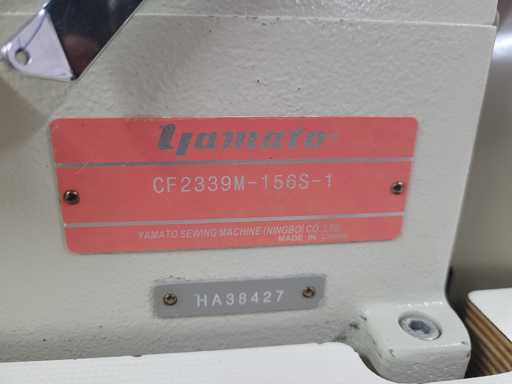 Yamato
CF2339M-156S-1
YAMATO SEWING MACHINE (NINGBO) CO., LTD.
MADE IN CHINA
HA38427